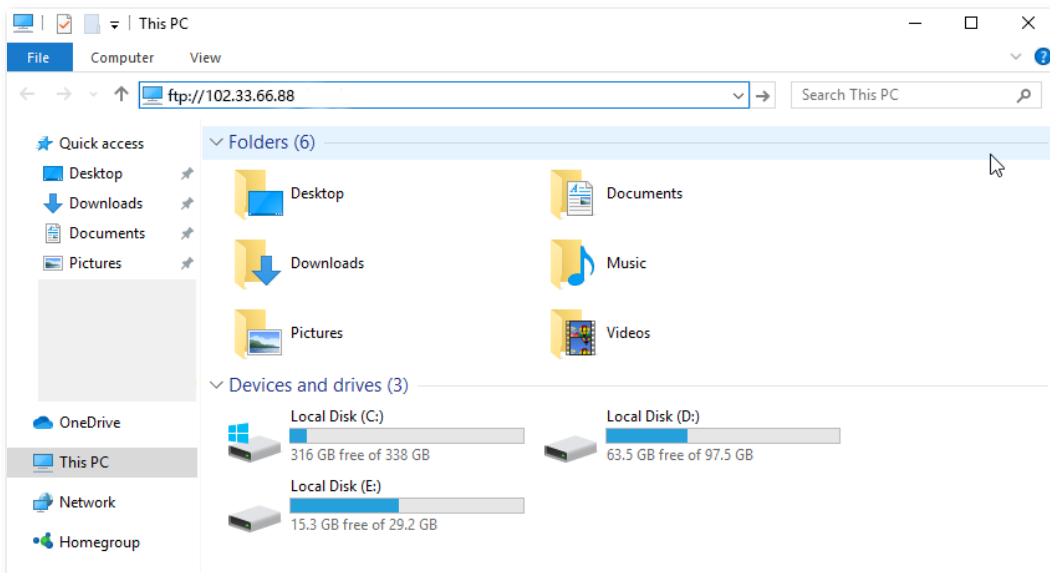 This PC
File Computer View
ftp://102.33.66.88 Search This PC
Quick access
Desktop
Downloads
Documents
Pictures
OneDrive
This PC
Network
Homegroup
Folders (6)
Desktop Documents
Downloads Music
Pictures Videos
Devices and drives (3)
Local Disk (C:) Local Disk (D:)
316 GB free of 338 GB 63.5 GB free of 97.5 GB
Local Disk (E:)
15.3 GB free of 29.2 GB